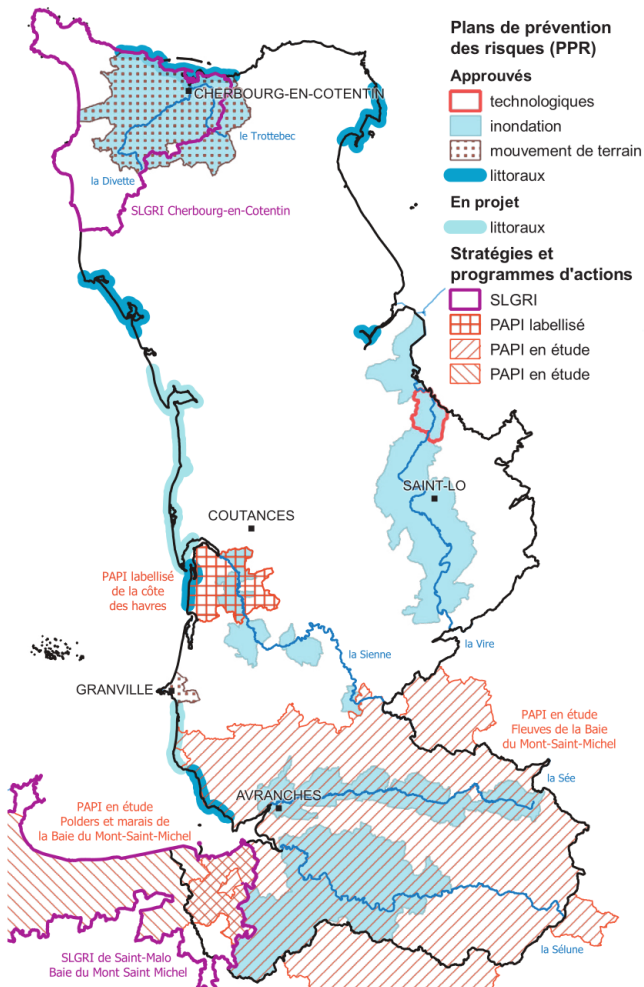 Plans de prévention
des risques (PPR)
Approuvés
technologiques
inondation
mouvement de terrain
littoraux
En projet
littoraux
Stratégies et
programmes d'actions
SLGRI
PAPI labellisé
PAPI en étude
PAPI en étude
CHERBOURG-EN-COTENTIN
le Trottebec
la Divette
SLGRI Cherbourg-en-Cotentin
SAINT-LO
COUTANCES
PAPI labellisé
de la côte
des havres
la Vire
la Sienne
GRANVILLE
PAPI en étude
Fleuves de la Baie
du Mont-Saint-Michel
la Sée
AVRANCHES
PAPI en étude
Polders et marais de
la Baie du Mont-Saint-Michel
la Sélune
SLGRI de Saint-Malo
Baie du Mont Saint Michel